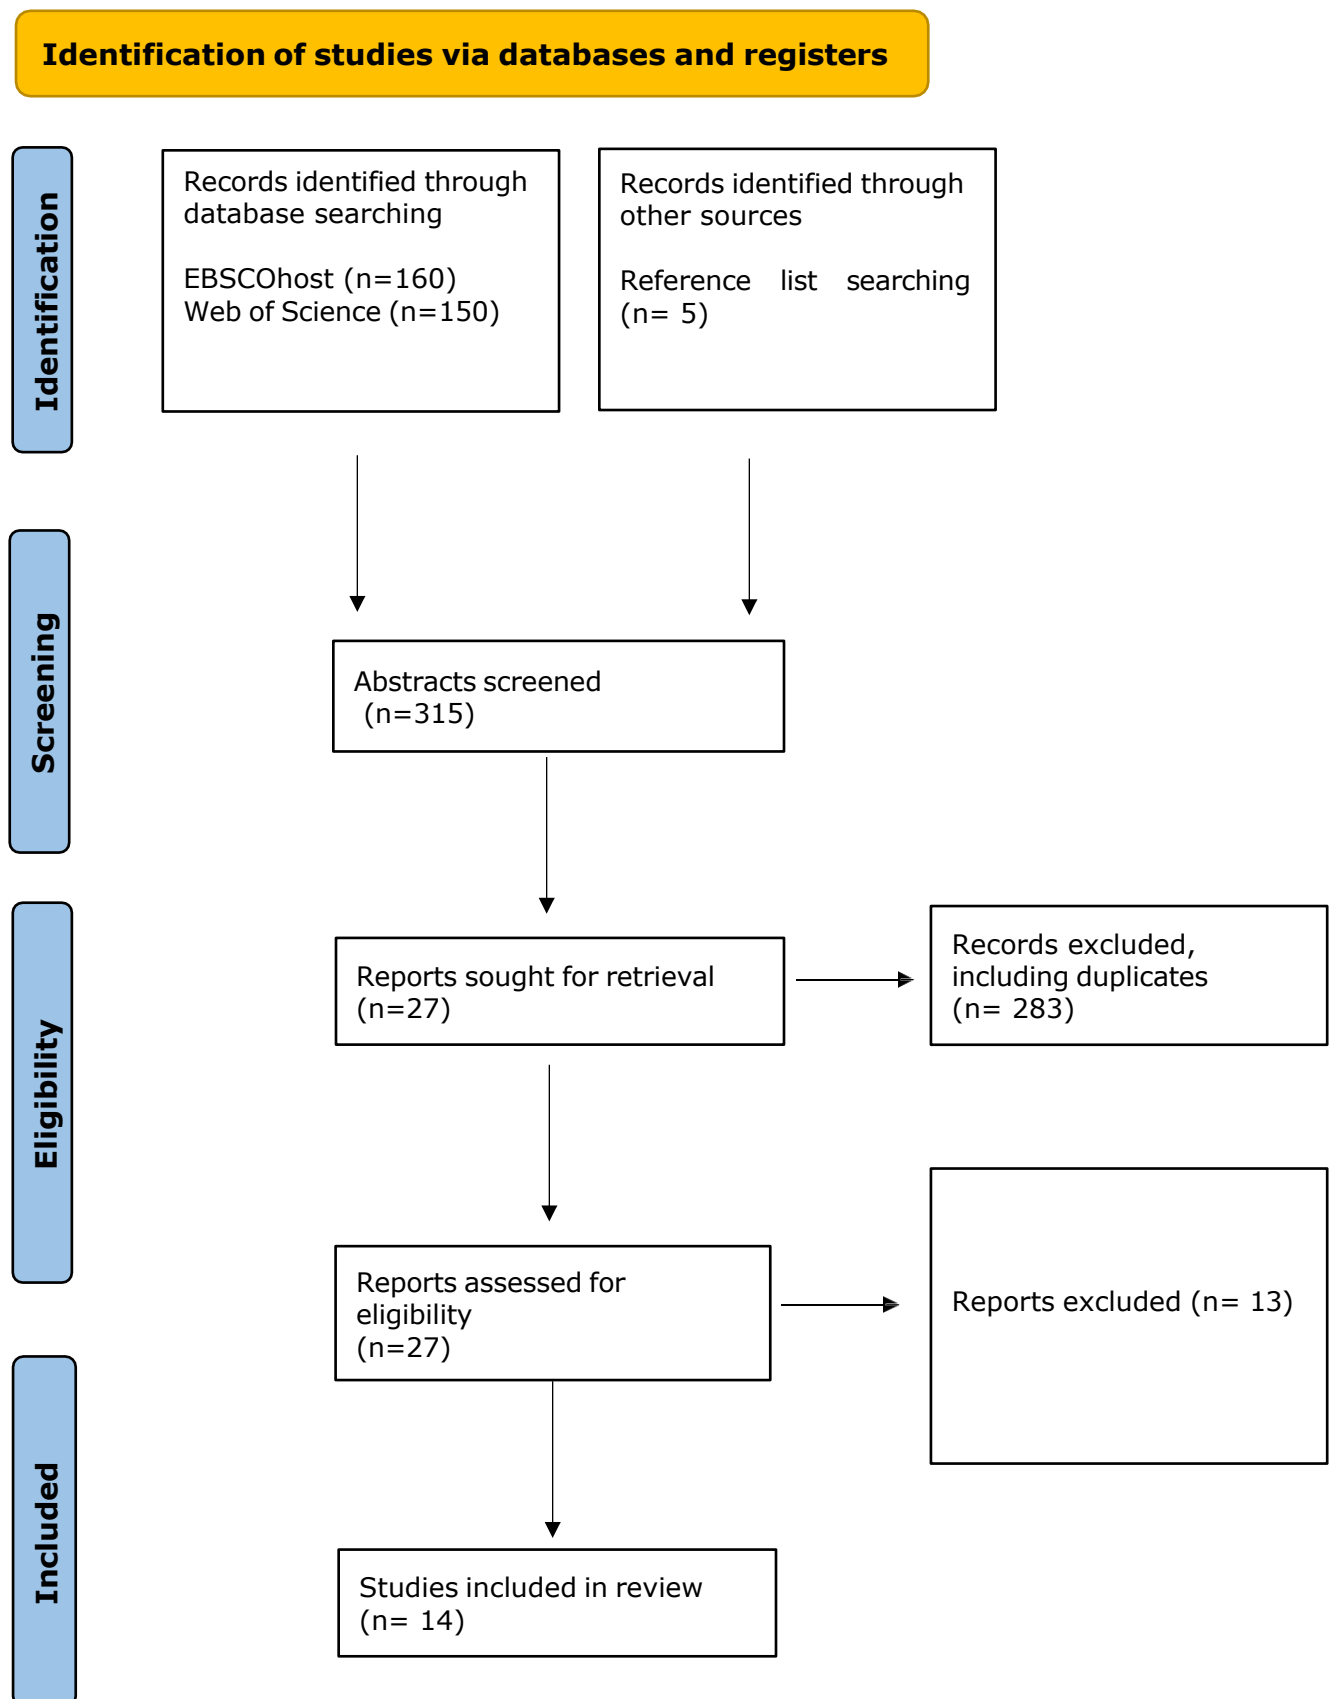 Identification of studies via databases and registers
Identification
Records identified through
database searching
EBSCOhost (n=160)
Web of Science (n=150)
Records identified through
other sources
Reference list searching
(n= 5)
Screening
Abstracts screened
(n=315)
Eligibility
Reports sought for retrieval
(n=27)
Records excluded,
including duplicates
(n= 283)
Reports assessed for
eligibility
(n=27)
Reports excluded (n= 13)
Included
Studies included in review
(n= 14)